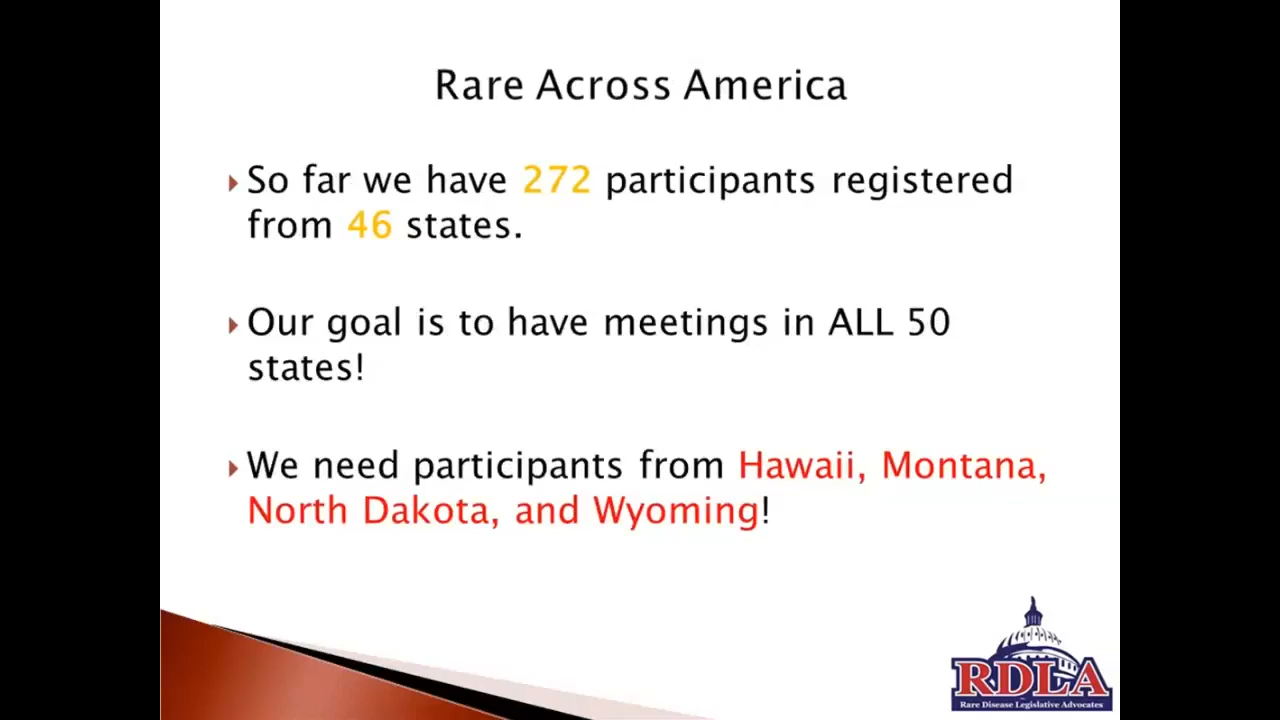 Rare Across America
So far we have 272 participants registered
from 46 states.
Our goal is to have meetings in ALL 50
states!
We need participants from Hawaii, Montana,
North Dakota, and Wyoming!
RDLA
Rare Disease Legislative Advocates